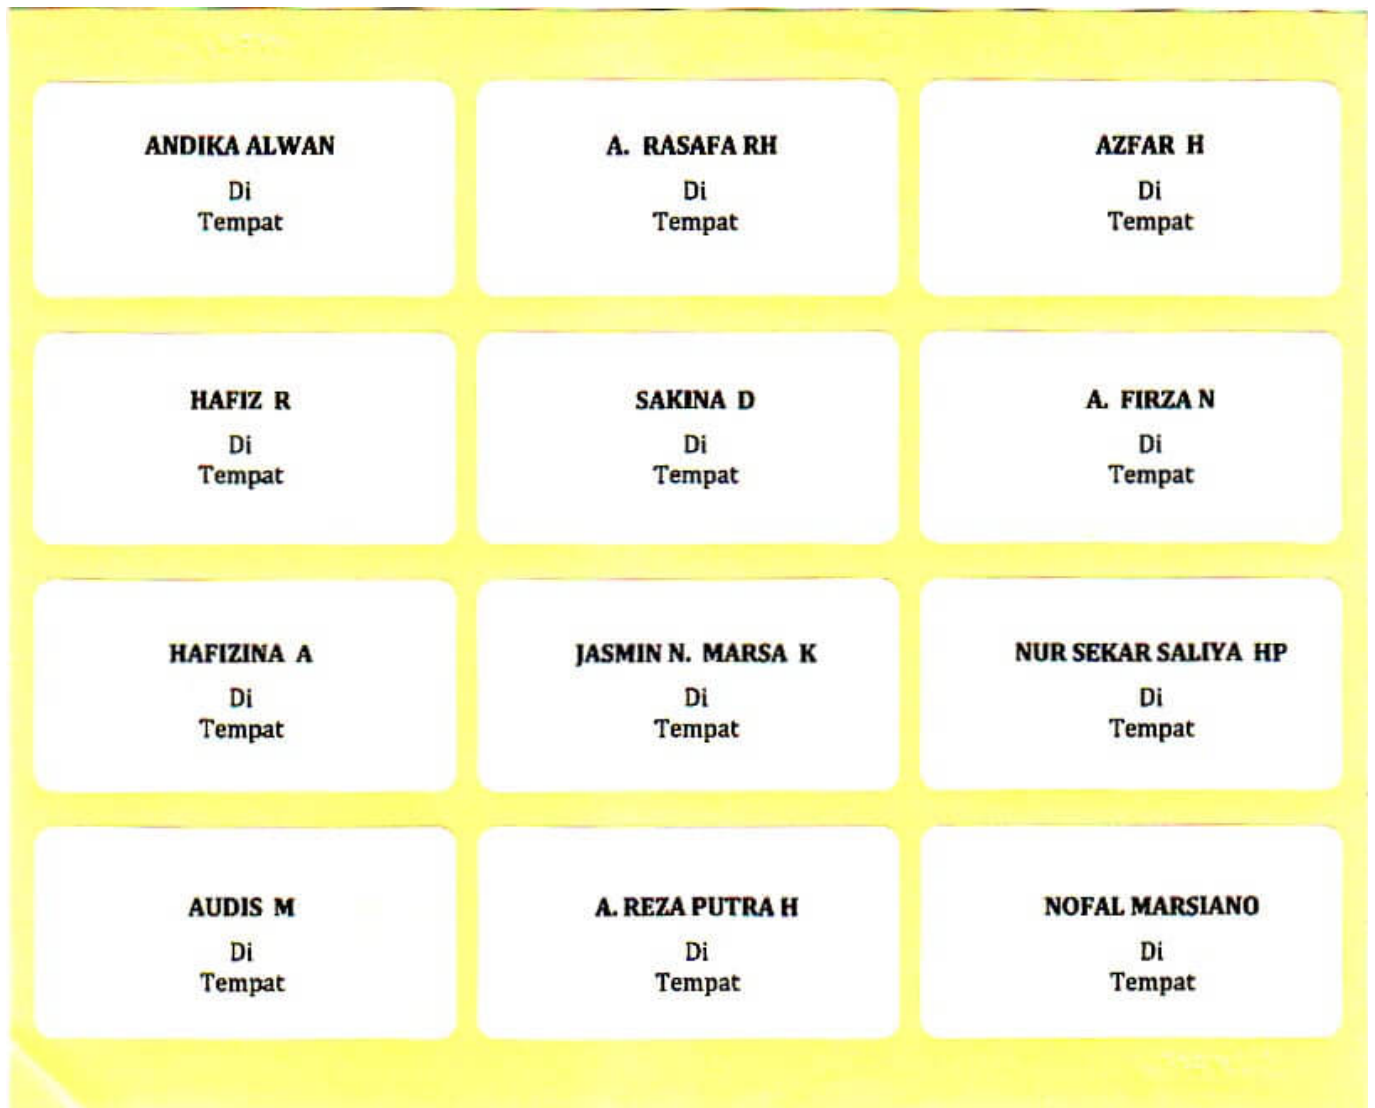 ANDIKA ALWAN
Di
Tempat
A. RASAFA RH
Di
Tempat
AZFAR H
Di
Tempat
HAFIZ R
Di
Tempat
SAKINA D
Di
Tempat
A. FIRZA N
Di
Tempat
HAFIZINA A
Di
Tempat
JASMIN N. MARSA K
Di
Tempat
NUR SEKAR SALIYA HP
Di
Tempat
AUDIS M
Di
Tempat
A. REZA PUTRA H
Di
Tempat
NOFAL MARSIANO
Di
Tempat